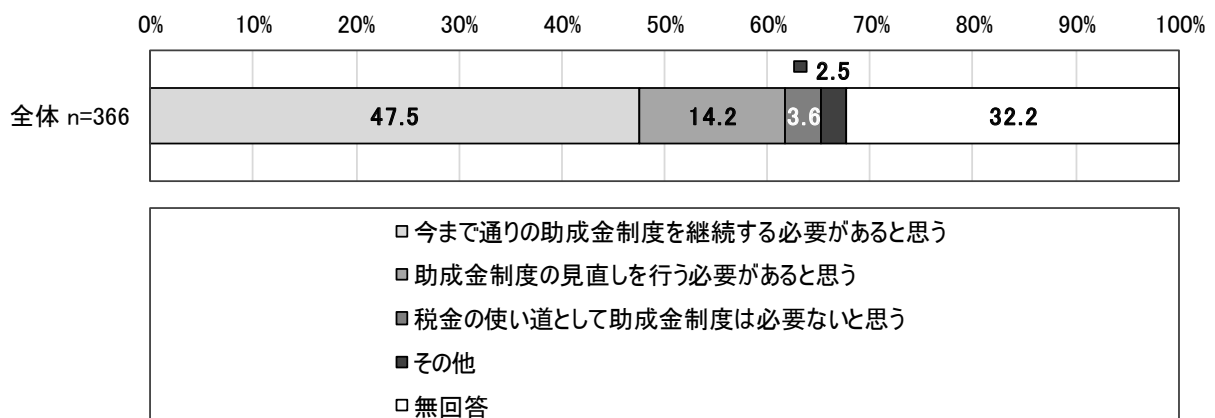 0% 10% 20% 30% 40% 50% 60% 70% 80% 90% 100%
2.5
全体 n=366 47.5 14.2 3.6 32.2
今まで通りの助成金制度を継続する必要があると思う
助成金制度の見直しを行う必要があると思う
税金の使い道として助成金制度は必要ないと思う
その他
無回答